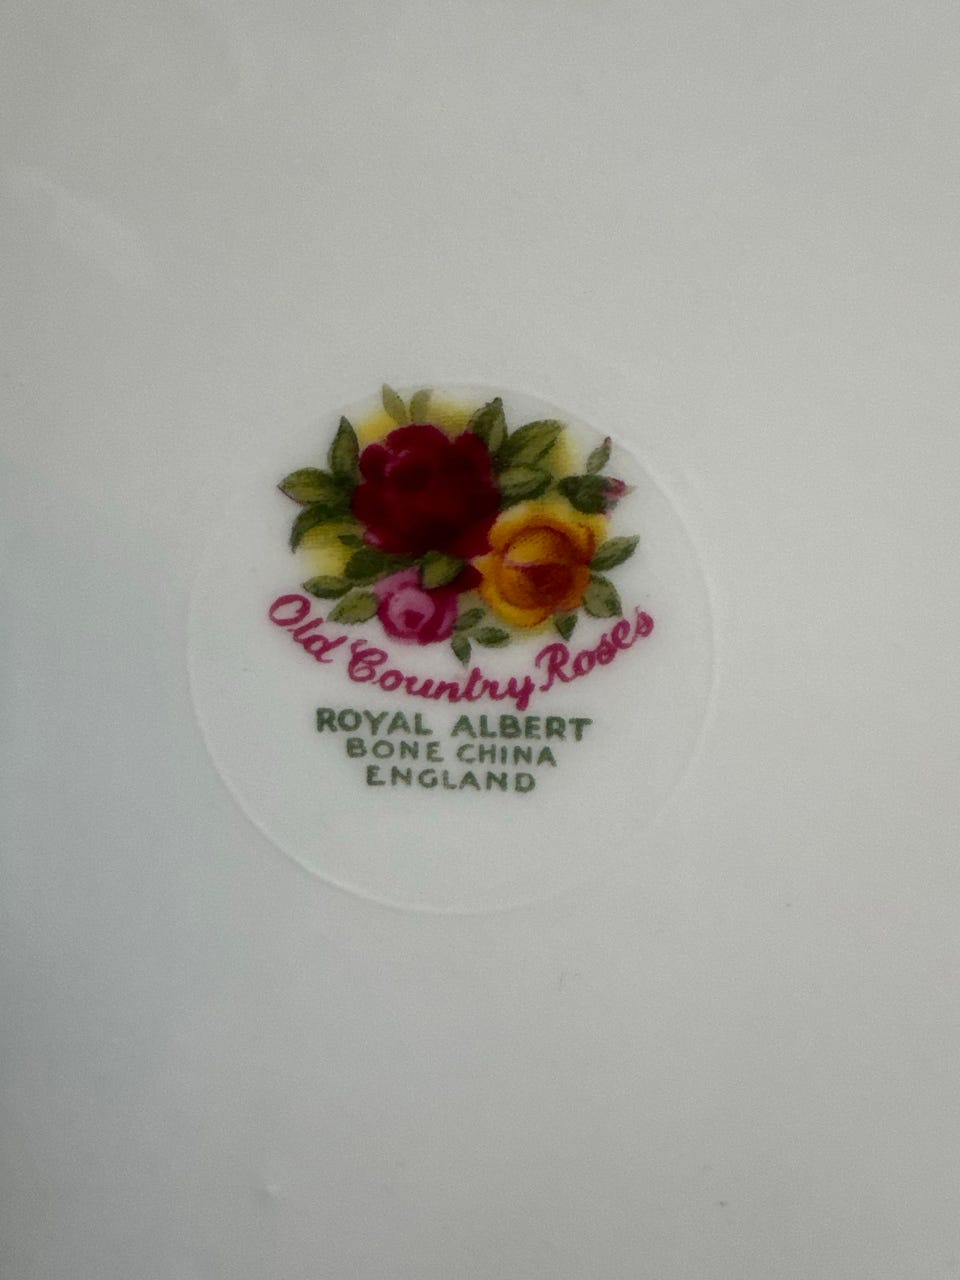 Old Country Roses
ROYAL ALBERT
BONE CHINA
ENGLAND